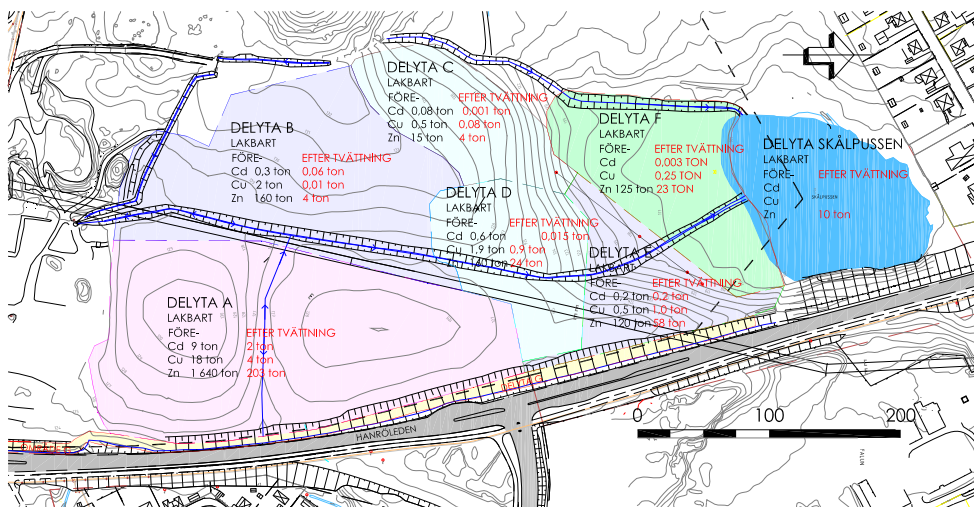 DELYTA C
LAKBART
FÖRE- EFTER TVÄTTNING
Cd 0,08 ton 0,001 ton
Cu 0,5 ton 0,08 ton
Zn 15 ton 4 ton
DELYTA B
LAKBART
FÖRE- EFTER TVÄTTNING
Cd 0,3 ton 0,06 ton
Cu 2 ton 0,01 ton
Zn 160 ton 4 ton
DELYTA F
LAKBART
FÖRE- EFTER TVÄTTNING
Cd 0,003 TON
Cu 0,25 TON
Zn 125 ton 23 TON
DELYTA SKÅLPUSSEN
LAKBART
FÖRE- EFTER TVÄTTNING
Cd
Cu
Zn 10 ton
SKÅLPUSSEN
DELYTA D
LAKBART
FÖRE- EFTER TVÄTTNING
Cd 0,6 ton 0,015 ton
Cu 1,9 ton 0,9 ton
Zn ton 24 ton
DELYTA E
LAKBART
FÖRE- EFTER TVÄTTNING
Cd 0,2 ton 0,2 ton
Cu 0,5 ton 1,0 ton
Zn 120 ton 58 ton
DELYTA A
LAKBART
FÖRE- EFTER TVÄTTNING
Cd 9 ton 2 ton
Cu 18 ton 4 ton
Zn 1 640 ton 203 ton
DELYTA G
HANRÖLEDEN
0 100 200
FALUN